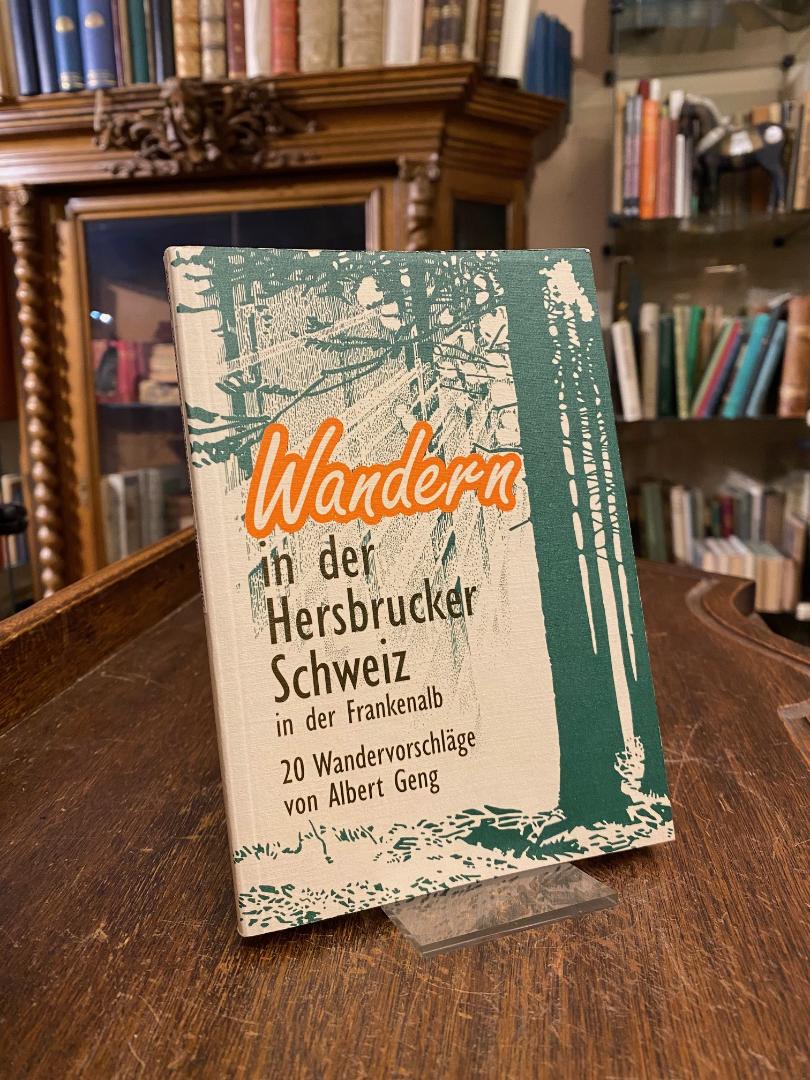 Wandern
in der
Hersbrucker
Schweiz
in der Frankenalb
20 Wandervorschläge
von Albert Geng